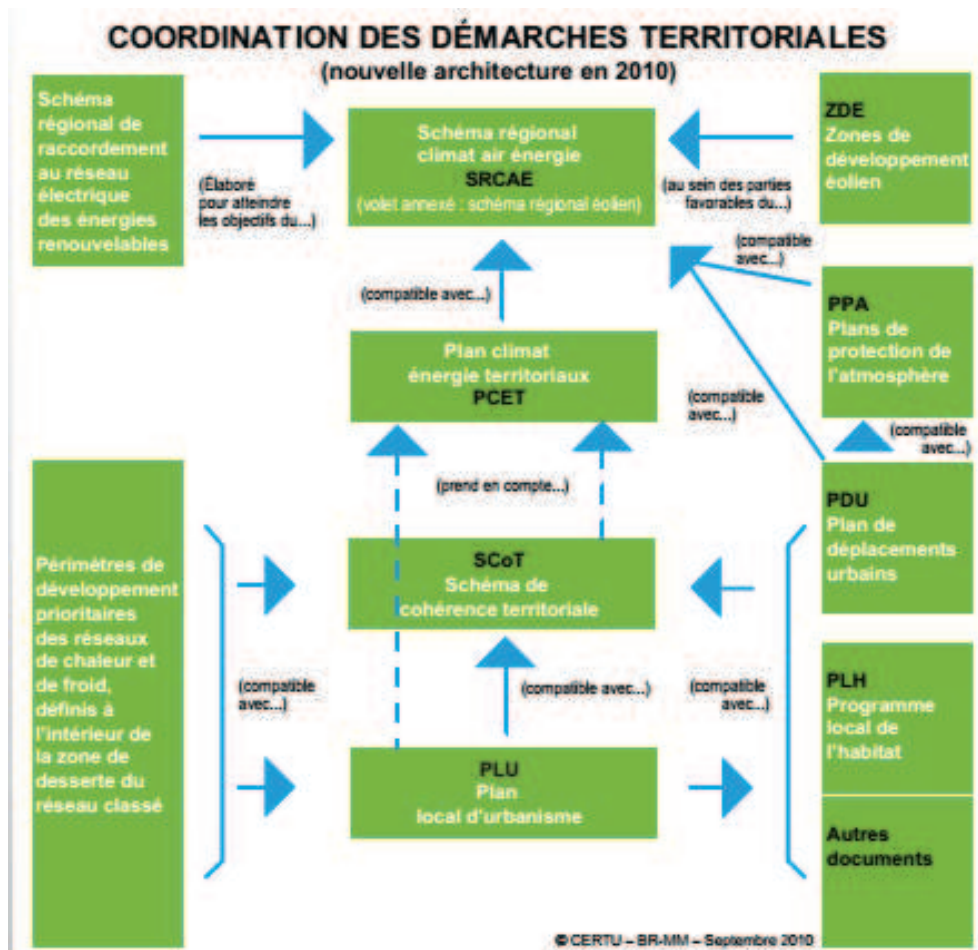 COORDINATION DES DÉMARCHES TERRITORIALES
(nouvelle architecture en 2010)
Schéma
régional de
raccordement
au réseau
électrique
des énergies
renouvelables
(Élaboré
pour atteindre
les objectifs du...)
Schéma régional
climat air énergie
SRCAE
(volet annexé : schéma régional éolien)
(au sein des parties
favorables du...)
ZDE
Zones de
développement
éolien
(compatible
avec...)
(compatible avec...)
PPA
Plans de
protection de
l'atmosphère
Plan climat
énergie territoriaux
PCET
(compatible
avec...)
(compatible
avec...)
(prend en compte...)
PDU
Plan de
déplacements
urbains
SCoT
Schéma de
cohérence territoriale
Périmètres de
développement
prioritaires
des réseaux
de chaleur et
de froid,
définis à
l'intérieur de
la zone de
desserte du
réseau classé
(compatible
avec...)
(compatible avec...)
(compatible
avec...)
PLH
Programme
local de
l'habitat
PLU
Plan
local d'urbanisme
Autres
documents
© CERTU – BR-MM – Septembre 2010